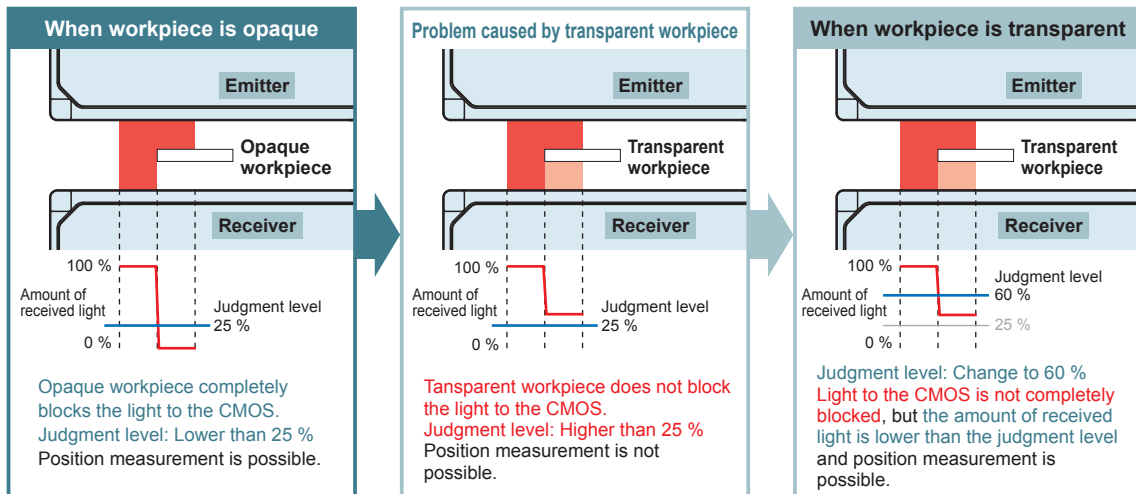 When workpiece is opaque
Emitter
Opaque
workpiece
Receiver
100 %
Amount of
received light
0 %
Judgment level
25 %
Opaque workpiece completely
blocks the light to the CMOS.
Judgment level: Lower than 25 %
Position measurement is possible.
Problem caused by transparent workpiece
Emitter
Transparent
workpiece
Receiver
100 %
Amount of
received light
0 %
Judgment level
25 %
Tansparent workpiece does not block
the light to the CMOS.
Judgment level: Higher than 25 %
Position measurement is not
possible.
When workpiece is transparent
Emitter
Transparent
workpiece
Receiver
100 %
Amount of
received light
0 %
Judgment level
60 %
25 %
Judgment level: Change to 60 %
Light to the CMOS is not completely
blocked, but the amount of received
light is lower than the judgment level
and position measurement is
possible.